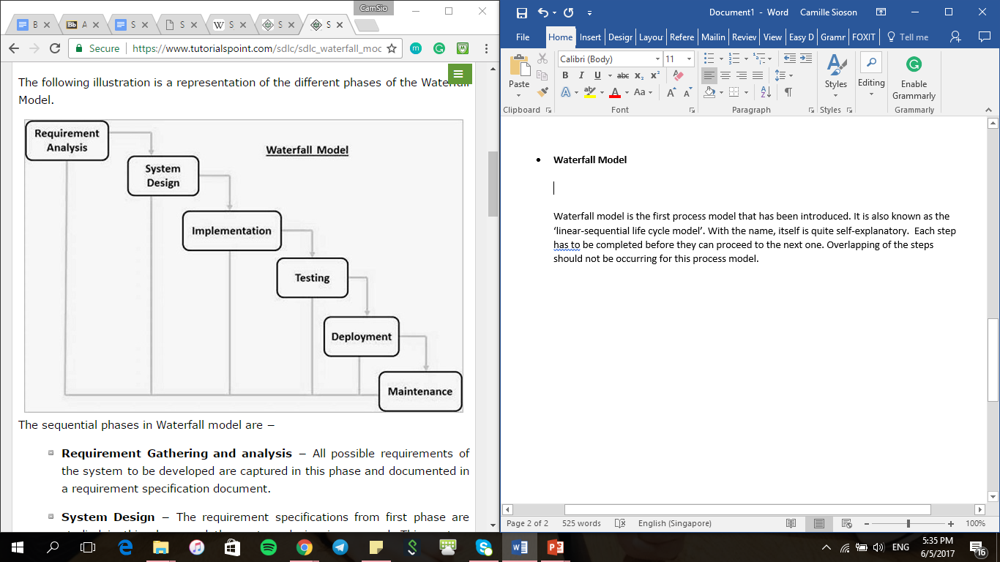 CamSio
B
A
S
S
S
S
S
Secure
https://www.tutorialspoint.com/sdlc/sdlc_waterfall_moc
The following illustration is a representation of the different phases of the Waterfall
Model.
Requirement
Analysis
Waterfall Model
System
Design
Implementation
Testing
Deployment
Maintenance
The sequential phases in Waterfall model are −
Requirement Gathering and analysis − All possible requirements of
the system to be developed are captured in this phase and documented in
a requirement specification document.
System Design − The requirement specifications from first phase are
Document1 - Word Camille Sioson
File Home Insert Desigr Layou Refere Mailin Reviev View Easy D Gramr FOXIT Tell me
Paste
Clipboard
Calibri (Body) 11
B I U abc x₂ x²
A A Aa A A
Font
Paragraph
Styles
Styles
Editing
Enable
Grammarly
Grammarly
• Waterfall Model
Waterfall model is the first process model that has been introduced. It is also known as the
‘linear-sequential life cycle model’. With the name, itself is quite self-explanatory.  Each step
has to be completed before they can proceed to the next one. Overlapping of the steps
should not be occurring for this process model.
Page 2 of 2 525 words English (Singapore) 100%
ENG
5:35 PM
6/5/2017
16